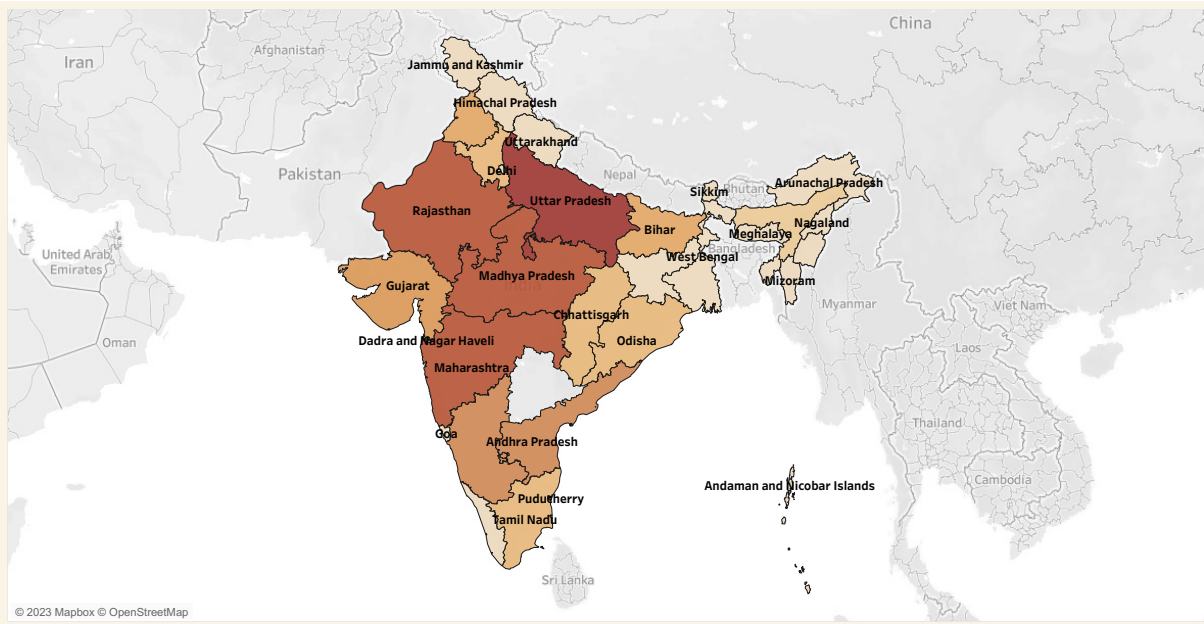 China
Afghanistan
Iran
Jammu and Kashmir
Himachal Pradesh
Uttarakhand
Pakistan
Delhi
Nepal
Sikkim
Bhutan
Arunachal Pradesh
Uttar Pradesh
Rajasthan
Nagaland
Bihar
Meghalaya
Bangladesh
West Bengal
United Arab
Emirates
Madhya Pradesh
India
Gujarat
Mizoram
Myanmar
Viet Nam
Chhattisgarh
Oman
Dadra and Nagar Haveli
Odisha
Laos
Maharashtra
Thailand
Goa
Andhra Pradesh
Cambodia
Andaman and Nicobar Islands
Puducherry
Tamil Nadu
Sri Lanka
© 2023 Mapbox © OpenStreetMap